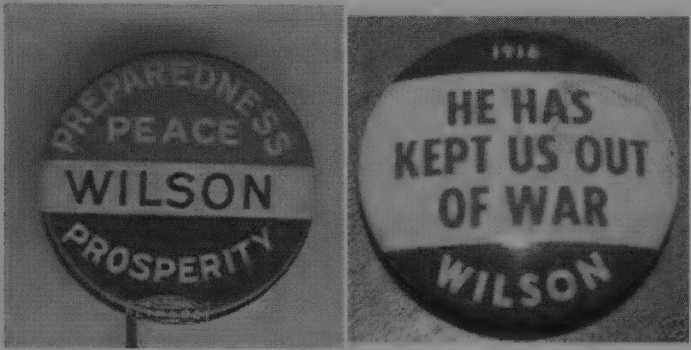 PREPAREDNESS
PEACE
WILSON
PROSPERITY
1916
HE HAS
KEPT US OUT
OF WAR
WILSON